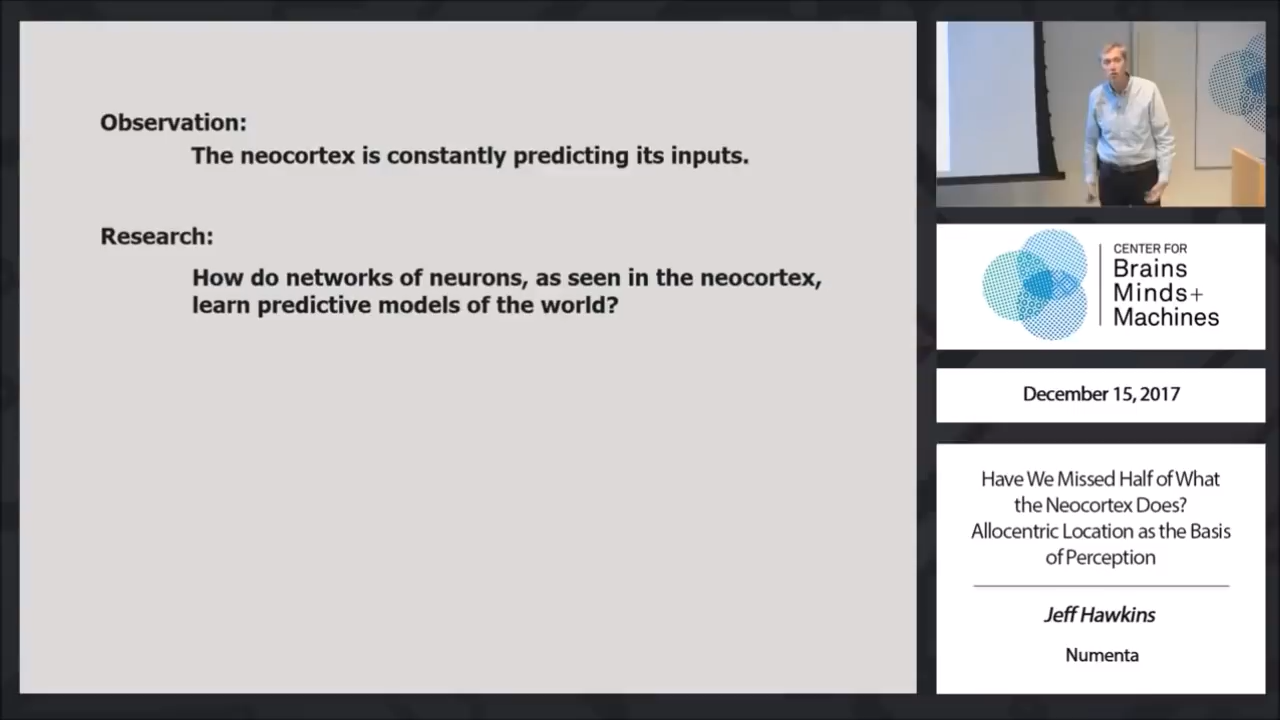 Observation:
The neocortex is constantly predicting its inputs.
Research:
How do networks of neurons, as seen in the neocortex,
learn predictive models of the world?
CENTER FOR
Brains
Minds+
Machines
December 15, 2017
Have We Missed Half of What
the Neocortex Does?
Allocentric Location as the Basis
of Perception
Jeff Hawkins
Numenta